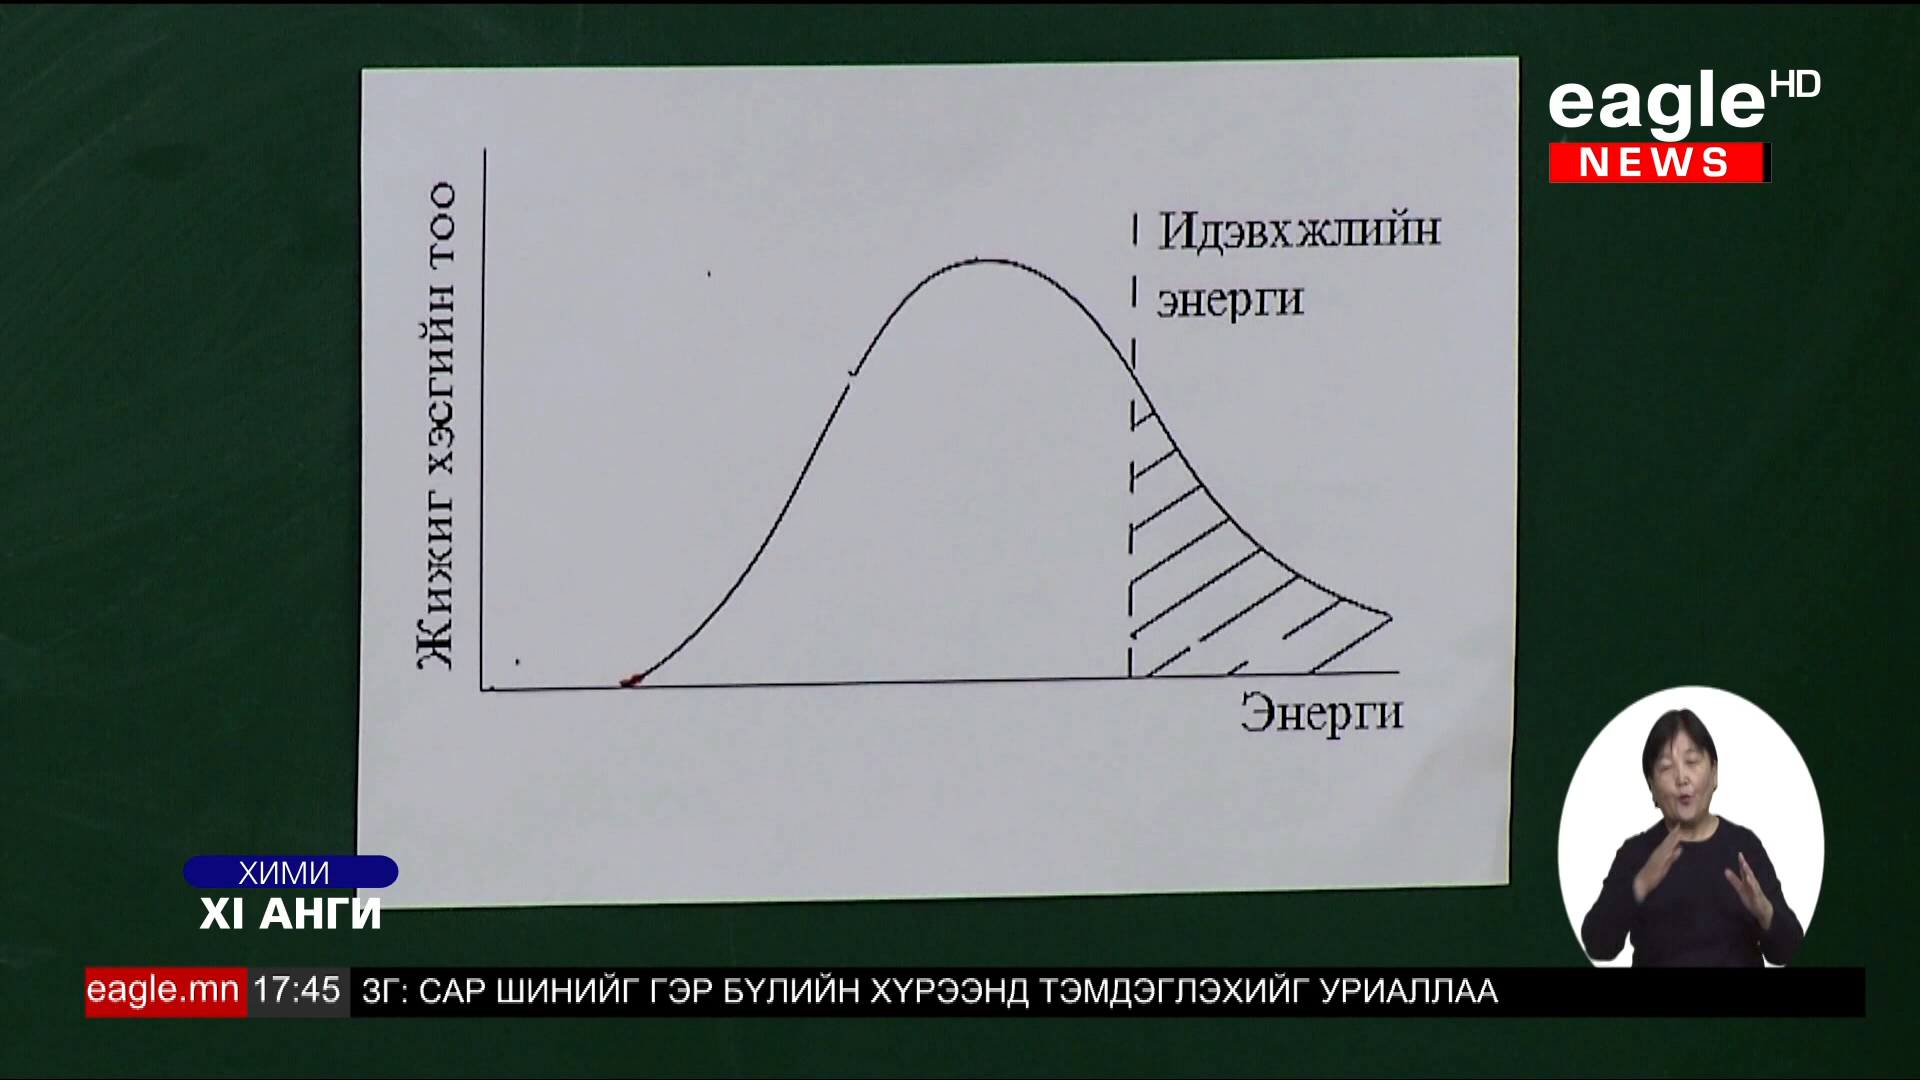 eagle HD
NEWS
Жижиг хэсгийн тоо
Идэвхжлийн
энерги
Энерги
ХИМИ
XI АНГИ
eagle.mn 17:45 ЗГ: САР ШИНИЙГ ГЭР БҮЛИЙН ХҮРЭЭНД ТЭМДЭГЛЭХИЙГ УРИАЛЛАА